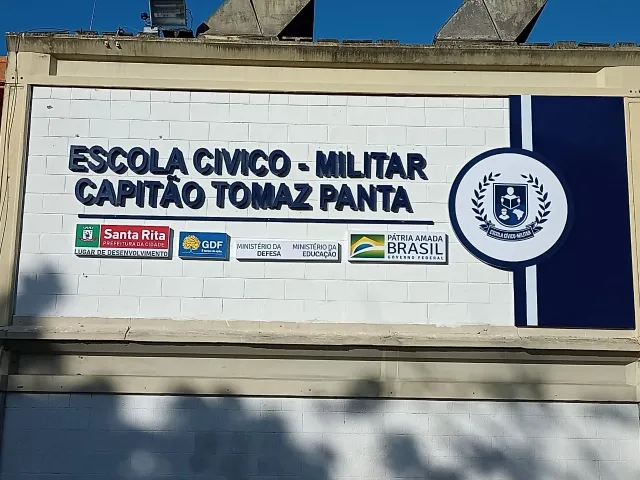 ESCOLA CIVICO - MILITAR
CAPITÃO TOMAZ PANTA
Santa Rita
PREFEITURA DA CIDADE
LUGAR DE DESENVOLVIMENTO
GDF
MINISTÉRIO DA DEFESA
MINISTÉRIO DA EDUCAÇÃO
PÁTRIA AMADA
BRASIL
GOVERNO FEDERAL
ESCOLA CÍVICO-MILITAR